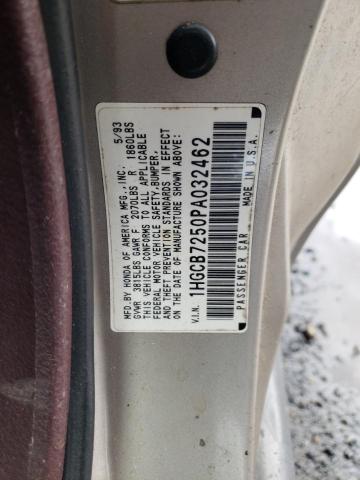 MFD.BY HONDA OF AMERICA MFG.,INC. 5/93
GVWR 3815LBS GAWR F 2070LBS R 1860LBS
THIS VEHICLE CONFORMS TO ALL APPLICABLE
FEDERAL MOTOR VEHICLE SAFETY,BUMPER,
AND THEFT PREVENTION STANDARDS IN EFFECT
ON THE DATE OF MANUFACTURE SHOWN ABOVE.
V.I.N. 1HGCB7250PA032462
PASSENGER CAR MADE IN U.S.A.